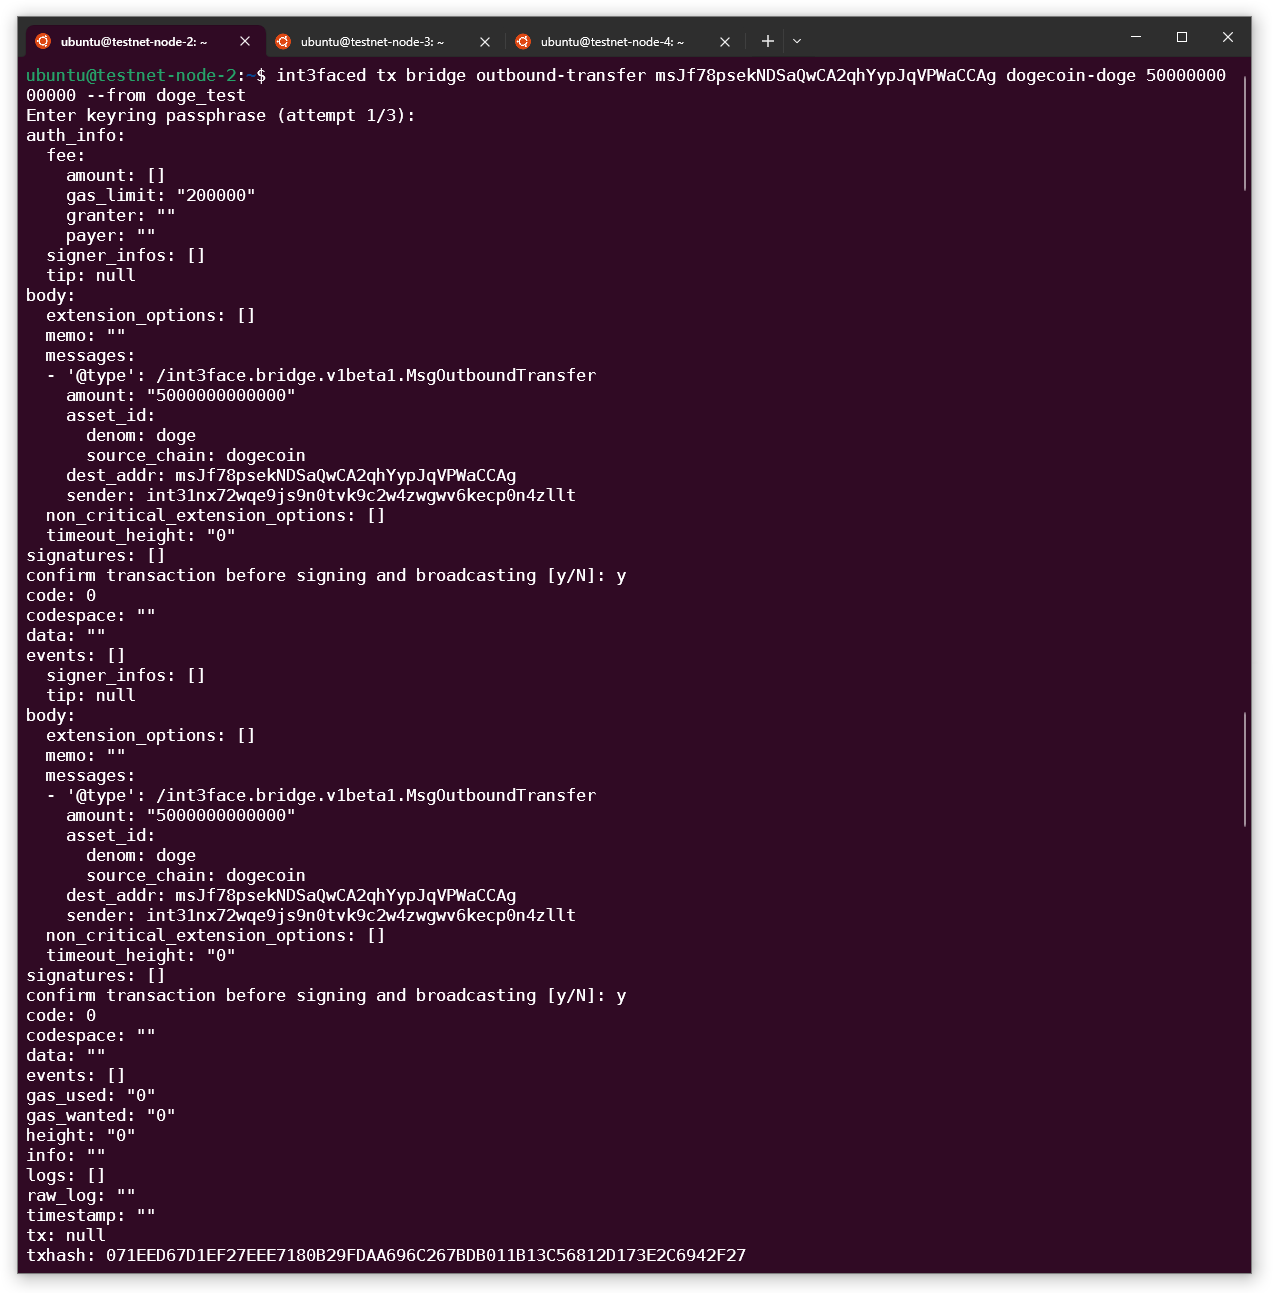 ubuntu@testnet-node-2: ~
ubuntu@testnet-node-3: ~
ubuntu@testnet-node-4: ~
ubuntu@testnet-node-2:~$ int3faced tx bridge outbound-transfer msJf78psekNDSaQwCA2qhYypJqVPWaCCAg dogecoin-doge 50000000
00000 --from doge_test
Enter keyring passphrase (attempt 1/3):
auth_info:
  fee:
    amount: []
    gas_limit: "200000"
    granter: ""
    payer: ""
  signer_infos: []
  tip: null
body:
  extension_options: []
  memo: ""
  messages:
  - '@type': /int3face.bridge.v1beta1.MsgOutboundTransfer
    amount: "5000000000000"
    asset_id:
      denom: doge
      source_chain: dogecoin
    dest_addr: msJf78psekNDSaQwCA2qhYypJqVPWaCCAg
    sender: int31nx72wqe9js9n0tvk9c2w4zwgwv6kecp0n4zllt
  non_critical_extension_options: []
  timeout_height: "0"
signatures: []
confirm transaction before signing and broadcasting [y/N]: y
code: 0
codespace: ""
data: ""
events: []
  signer_infos: []
  tip: null
body:
  extension_options: []
  memo: ""
  messages:
  - '@type': /int3face.bridge.v1beta1.MsgOutboundTransfer
    amount: "5000000000000"
    asset_id:
      denom: doge
      source_chain: dogecoin
    dest_addr: msJf78psekNDSaQwCA2qhYypJqVPWaCCAg
    sender: int31nx72wqe9js9n0tvk9c2w4zwgwv6kecp0n4zllt
  non_critical_extension_options: []
  timeout_height: "0"
signatures: []
confirm transaction before signing and broadcasting [y/N]: y
code: 0
codespace: ""
data: ""
events: []
gas_used: "0"
gas_wanted: "0"
height: "0"
info: ""
logs: []
raw_log: ""
timestamp: ""
tx: null
txhash: 071EED67D1EF27EEE7180B29FDAA696C267BDB011B13C56812D173E2C6942F27